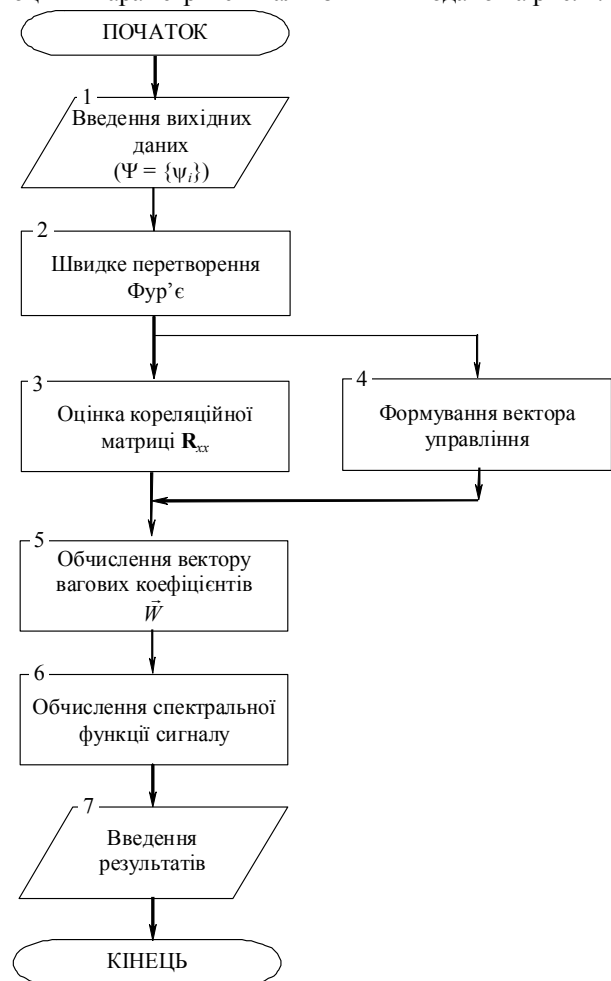 ПОЧАТОК
1
Введення вихідних
даних
(Ψ = {ψi})
2
Швидке перетворення
Фур’є
3
Оцінка кореляційної
матриці Rxx
4
Формування вектора
управління
5
Обчислення вектору
вагових коефіцієнтів
W⃗
6
Обчислення спектральної
функції сигналу
7
Введення
результатів
КІНЕЦЬ